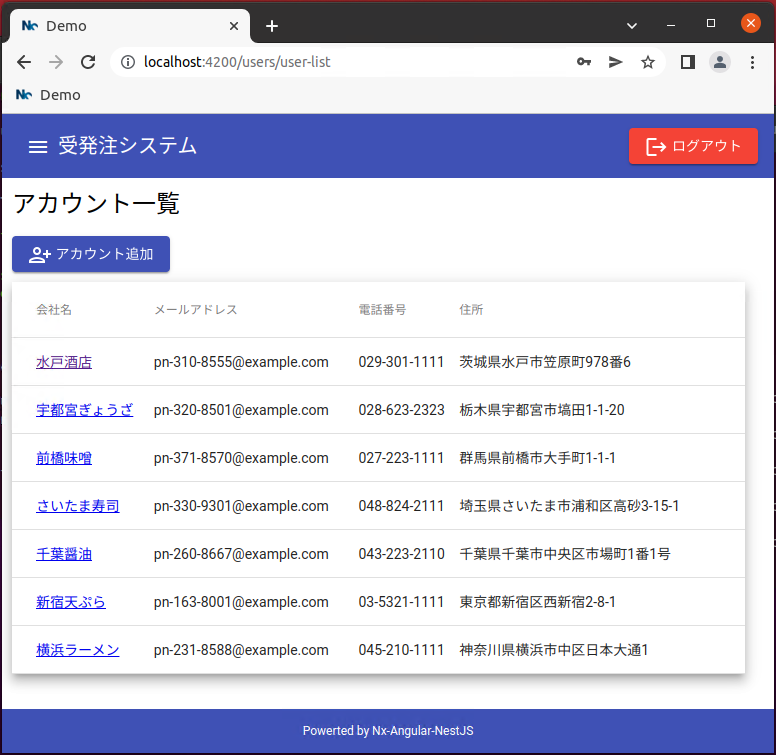 Demo
localhost:4200/users/user-list
Demo
受発注システム
ログアウト
アカウント一覧
アカウント追加
会社名 メールアドレス 電話番号 住所
水戸酒店 pn-310-8555@example.com 029-301-1111 茨城県水戸市笠原町978番6
宇都宮ぎょうざ pn-320-8501@example.com 028-623-2323 栃木県宇都宮市塙田1-1-20
前橋味噌 pn-371-8570@example.com 027-223-1111 群馬県前橋市大手町1-1-1
さいたま寿司 pn-330-9301@example.com 048-824-2111 埼玉県さいたま市浦和区高砂3-15-1
千葉醤油 pn-260-8667@example.com 043-223-2110 千葉県千葉市中央区市場町1番1号
新宿天ぷら pn-163-8001@example.com 03-5321-1111 東京都新宿区西新宿2-8-1
横浜ラーメン pn-231-8588@example.com 045-210-1111 神奈川県横浜市中区日本大通1
Powerted by Nx-Angular-NestJS